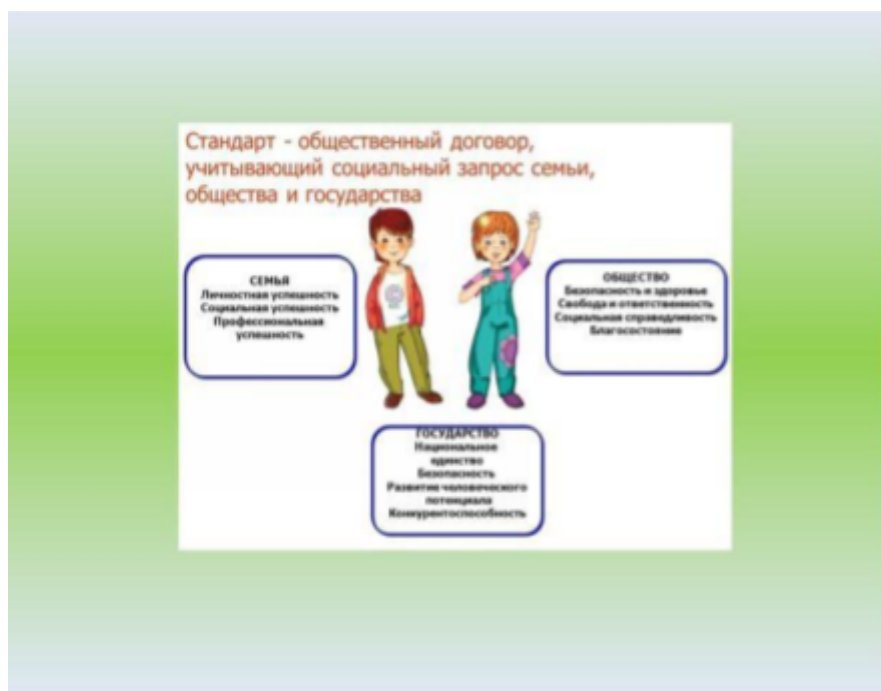 Стандарт - общественный договор,
учитывающий социальный запрос семьи,
общества и государства
СЕМЬЯ
Личностная успешность
Социальная успешность
Профессиональная
успешность
ОБЩЕСТВО
Безопасность и здоровье
Свобода и ответственность
Социальная справедливость
Благосостояние
ГОСУДАРСТВО
Национальное
единство
Безопасность
Развитие человеческого
потенциала
Конкурентоспособность